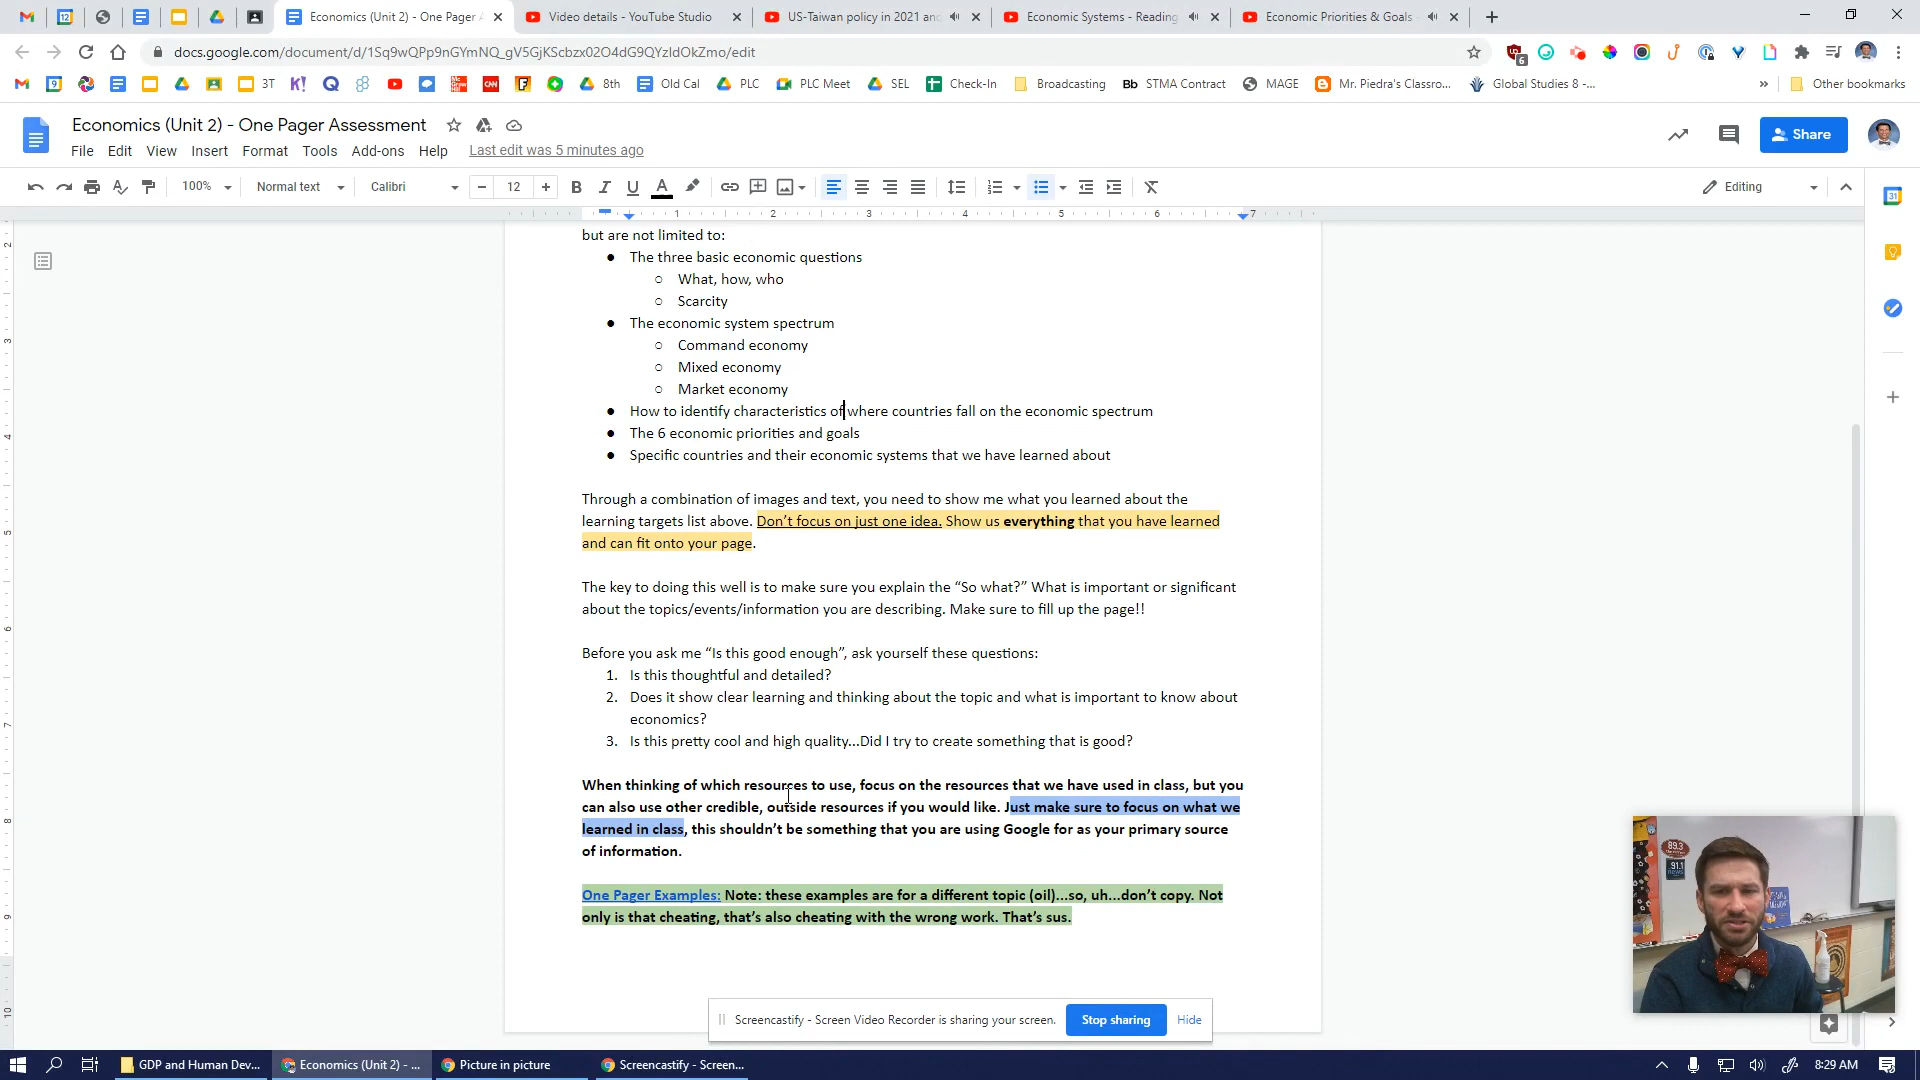 Economics (Unit 2) - One Pager A
Video details - YouTube Studio
US-Taiwan policy in 2021 and
Economic Systems - Reading
Economic Priorities & Goals -
docs.google.com/document/d/1Sq9wQPp9nGYmNQ_gV5GjKScbzx02O4dG9QYzIdOkZmo/edit
6
3T
8th
Old Cal
PLC
PLC Meet
SEL
Check-In
Broadcasting
Bb STMA Contract
MAGE
Mr. Piedra's Classro...
Global Studies 8 -...
Other bookmarks
Economics (Unit 2) - One Pager Assessment
Share
File Edit View Insert Format Tools Add-ons Help Last edit was 5 minutes ago
100% Normal text Calibri 12 B I U A Editing
1 2 3 4 5 6 7
but are not limited to:
● The three basic economic questions
○ What, how, who
○ Scarcity
● The economic system spectrum
○ Command economy
○ Mixed economy
○ Market economy
● How to identify characteristics of where countries fall on the economic spectrum
● The 6 economic priorities and goals
● Specific countries and their economic systems that we have learned about
Through a combination of images and text, you need to show me what you learned about the
learning targets list above. Don't focus on just one idea. Show us everything that you have learned
and can fit onto your page.
The key to doing this well is to make sure you explain the “So what?” What is important or significant
about the topics/events/information you are describing. Make sure to fill up the page!!
Before you ask me “Is this good enough”, ask yourself these questions:
1. Is this thoughtful and detailed?
2. Does it show clear learning and thinking about the topic and what is important to know about
economics?
3. Is this pretty cool and high quality...Did I try to create something that is good?
When thinking of which resources to use, focus on the resources that we have used in class, but you
can also use other credible, outside resources if you would like. Just make sure to focus on what we
learned in class, this shouldn't be something that you are using Google for as your primary source
of information.
One Pager Examples: Note: these examples are for a different topic (oil)...so, uh...don't copy. Not
only is that cheating, that's also cheating with the wrong work. That's sus.
89.3
91.1
news
Screencastify - Screen Video Recorder is sharing your screen.
Stop sharing
Hide
GDP and Human Dev...
Economics (Unit 2) - ...
Picture in picture
Screencastify - Screen...
8:29 AM